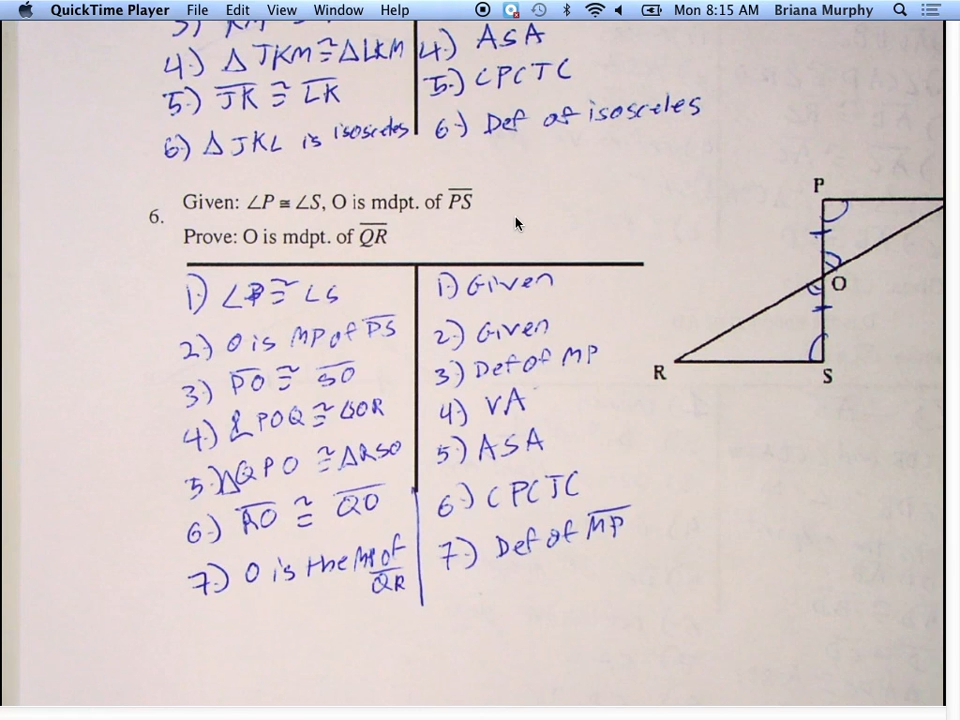 QuickTime Player File Edit View Window Help Mon 8:15 AM Briana Murphy
4.) △ JKM ≅ △ LKM 4.) ASA
5.) JK ≅ LK 5.) CPCTC
6.) △ JKL is isosceles 6.) Def of isosceles
6.
Given: ∠P ≅ ∠S, O is mdpt. of PS
Prove: O is mdpt. of QR
1.) ∠P ≅ ∠S 1.) Given
2.) O is MP of PS 2.) Given
3.) PO ≅ SO 3.) Def of MP
4.) ∠POQ ≅ SOR 4.) VA
5.) △QPO ≅ △RSO 5.) ASA
6.) RO ≅ QO 6.) CPCTC
7.) O is the MP of 7.) Def of MP
QR
P
O
R
S